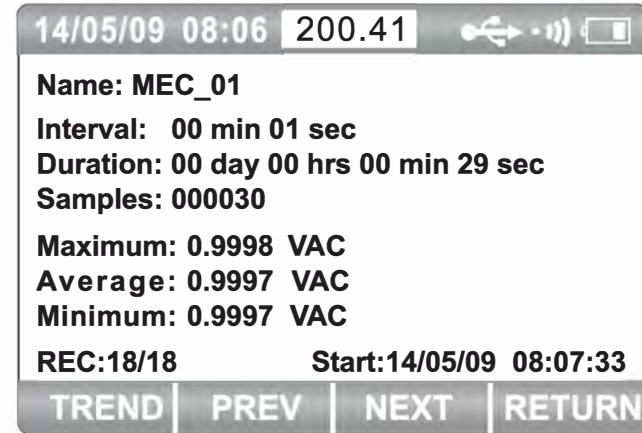 14/05/09 08:06 200.41
Name: MEC_01
Interval: 00 min 01 sec
Duration: 00 day 00 hrs 00 min 29 sec
Samples: 000030
Maximum: 0.9998 VAC
Average: 0.9997 VAC
Minimum: 0.9997 VAC
REC:18/18 Start:14/05/09 08:07:33
TREND PREV NEXT RETURN